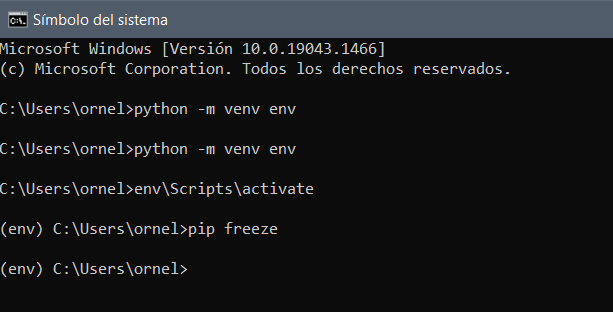 Símbolo del sistema
Microsoft Windows [Versión 10.0.19043.1466]
(c) Microsoft Corporation. Todos los derechos reservados.
C:\Users\ornel>python -m venv env
C:\Users\ornel>python -m venv env
C:\Users\ornel>env\Scripts\activate
(env) C:\Users\ornel>pip freeze
(env) C:\Users\ornel>